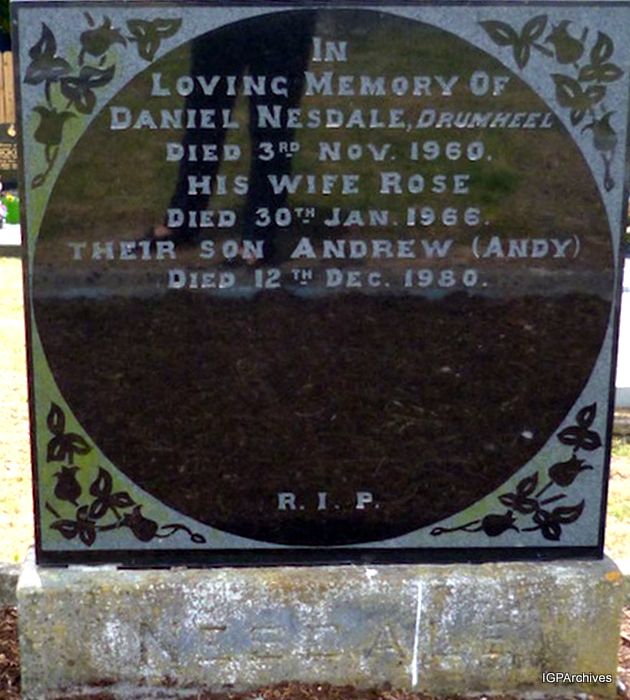 IN
LOVING MEMORY OF
DANIEL NESDALE, DRUMHEEL
DIED 3RD NOV. 1960.
HIS WIFE ROSE
DIED 30TH JAN. 1966.
THEIR SON ANDREW (ANDY)
DIED 12TH DEC. 1980.
R. I. P.
NESDALE
IGPArchives